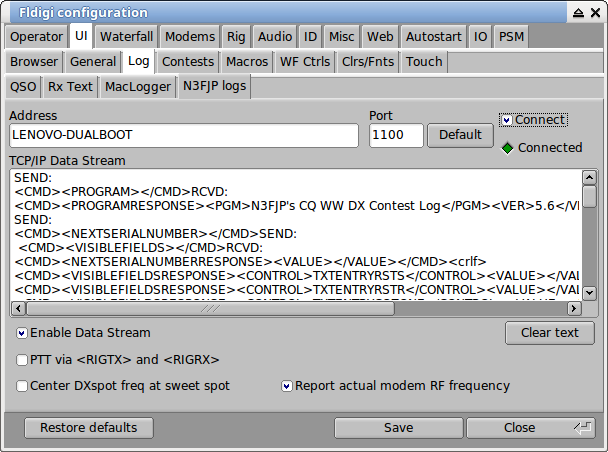 Fldigi configuration
Operator UI Waterfall Modems Rig Audio ID Misc Web Autostart IO PSM
Browser General Log Contests Macros WF Ctrls Clrs/Fnts Touch
QSO Rx Text MacLogger N3FJP logs
Address Port
Connect
LENOVO-DUALBOOT 1100 Default
Connected
TCP/IP Data Stream
SEND:
<CMD><PROGRAM></CMD>RCVD:
<CMD><PROGRAMRESPONSE><PGM>N3FJP's CQ WW DX Contest Log</PGM><VER>5.6</VI
SEND:
<CMD><NEXTSERIALNUMBER></CMD>SEND:
<CMD><VISIBLEFIELDS></CMD>RCVD:
<CMD><NEXTSERIALNUMBERRESPONSE><VALUE></VALUE></CMD><crlf>
<CMD><VISIBLEFIELDSRESPONSE><CONTROL>TXTENTRYRSTS</CONTROL><VALUE></VAL
<CMD><VISIBLEFIELDSRESPONSE><CONTROL>TXTENTRYRSTR</CONTROL><VALUE></VAL
Enable Data Stream Clear text
PTT via <RIGTX> and <RIGRX>
Center DXspot freq at sweet spot Report actual modem RF frequency
Restore defaults Save Close